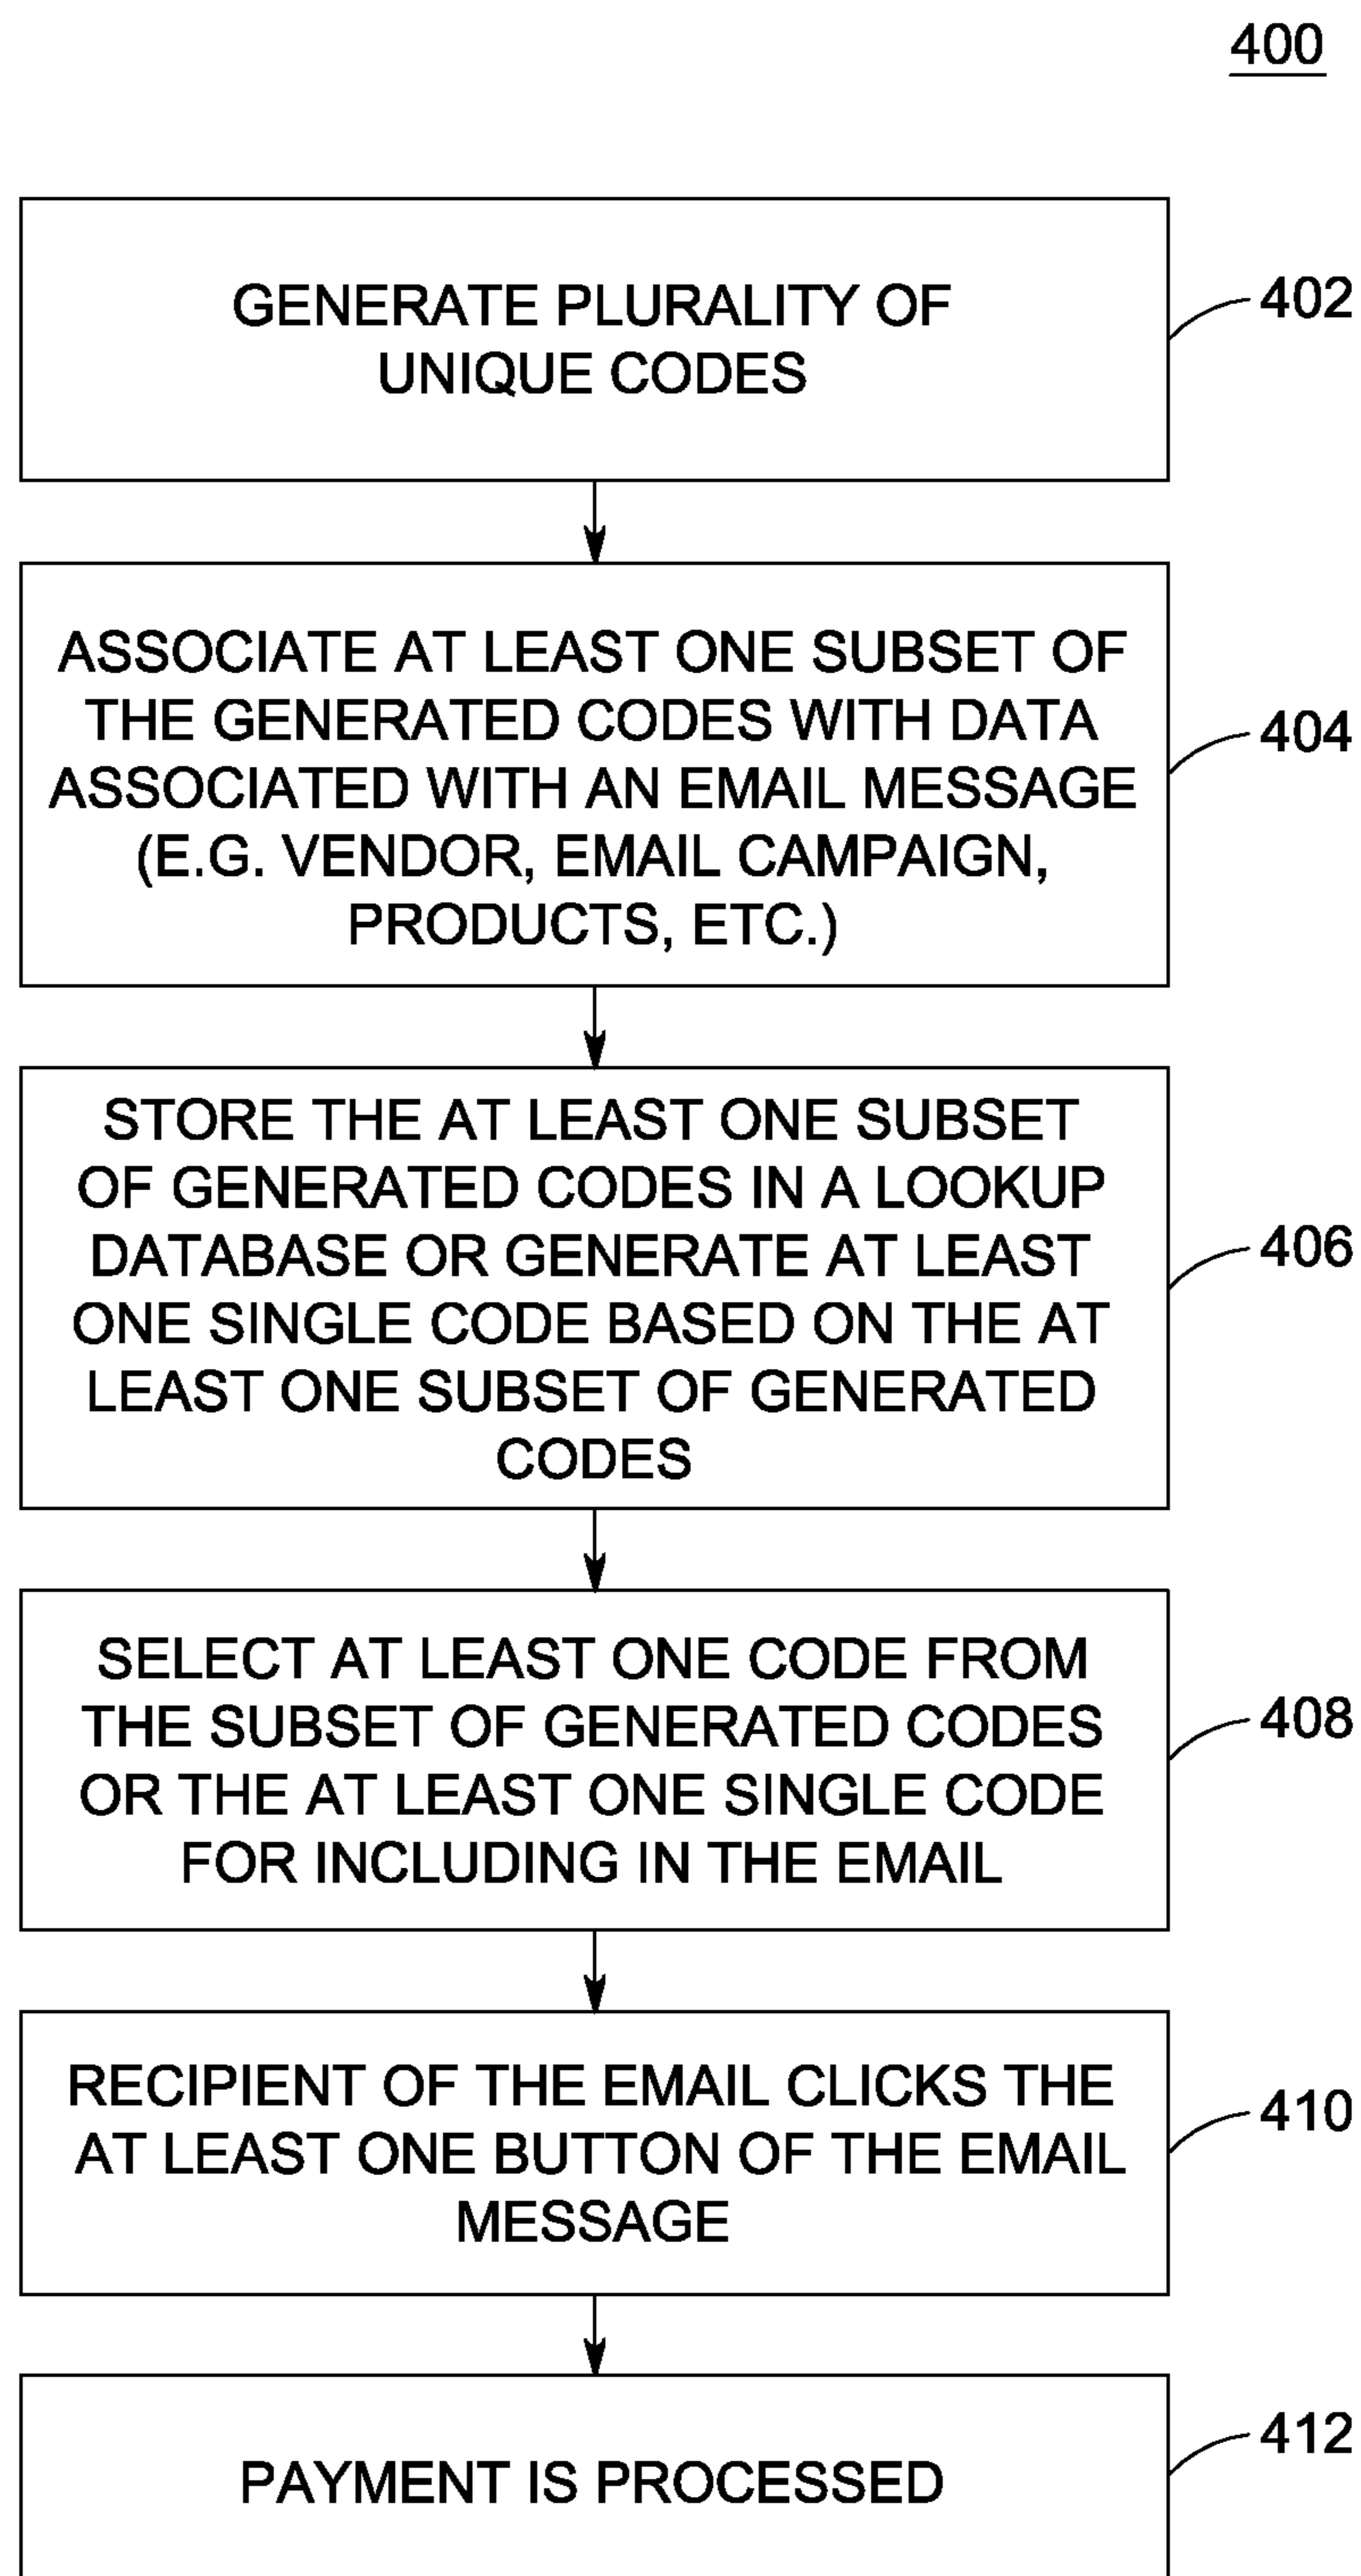 400
GENERATE PLURALITY OF
UNIQUE CODES
402
ASSOCIATE AT LEAST ONE SUBSET OF
THE GENERATED CODES WITH DATA
ASSOCIATED WITH AN EMAIL MESSAGE
(E.G. VENDOR, EMAIL CAMPAIGN,
PRODUCTS, ETC.)
404
STORE THE AT LEAST ONE SUBSET
OF GENERATED CODES IN A LOOKUP
DATABASE OR GENERATE AT LEAST
ONE SINGLE CODE BASED ON THE AT
LEAST ONE SUBSET OF GENERATED
CODES
406
SELECT AT LEAST ONE CODE FROM
THE SUBSET OF GENERATED CODES
OR THE AT LEAST ONE SINGLE CODE
FOR INCLUDING IN THE EMAIL
408
RECIPIENT OF THE EMAIL CLICKS THE
AT LEAST ONE BUTTON OF THE EMAIL
MESSAGE
410
PAYMENT IS PROCESSED
412